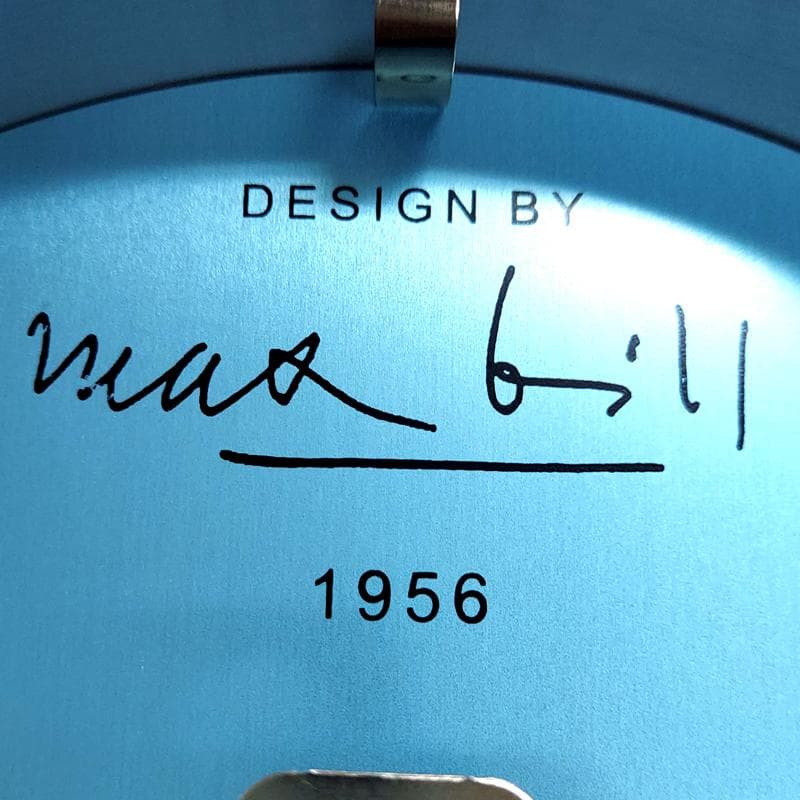 DESIGN BY
max bill
1956